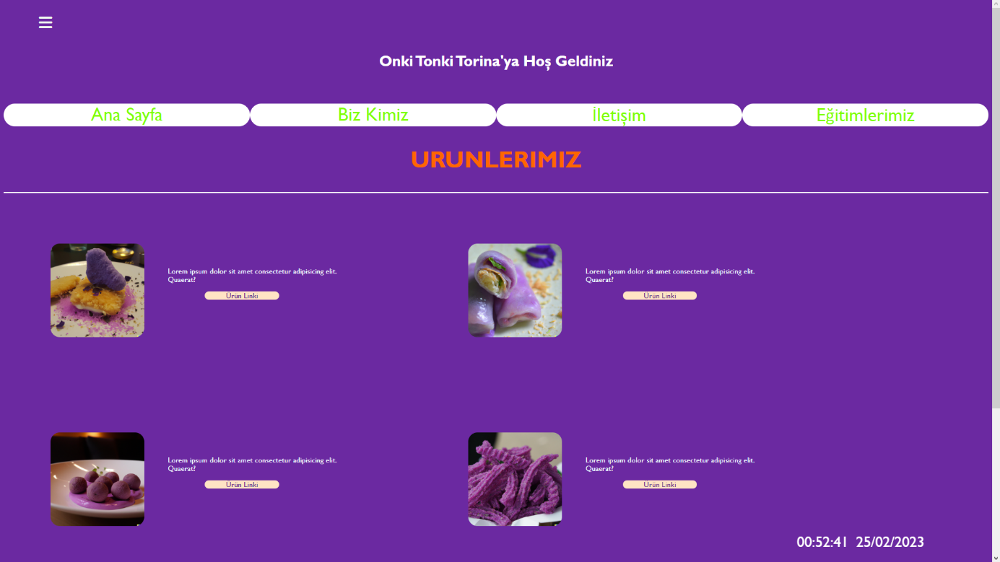 Onki Tonki Torina'ya Hoş Geldiniz
Ana Sayfa
Biz Kimiz
İletişim
Eğitimlerimiz
URUNLERIMIZ
Lorem ipsum dolor sit amet consectetur adipisicing elit.
Quaerat?
Ürün Linki
Lorem ipsum dolor sit amet consectetur adipisicing elit.
Quaerat?
Ürün Linki
Lorem ipsum dolor sit amet consectetur adipisicing elit.
Quaerat?
Ürün Linki
Lorem ipsum dolor sit amet consectetur adipisicing elit.
Quaerat?
Ürün Linki
00:52:41 25/02/2023